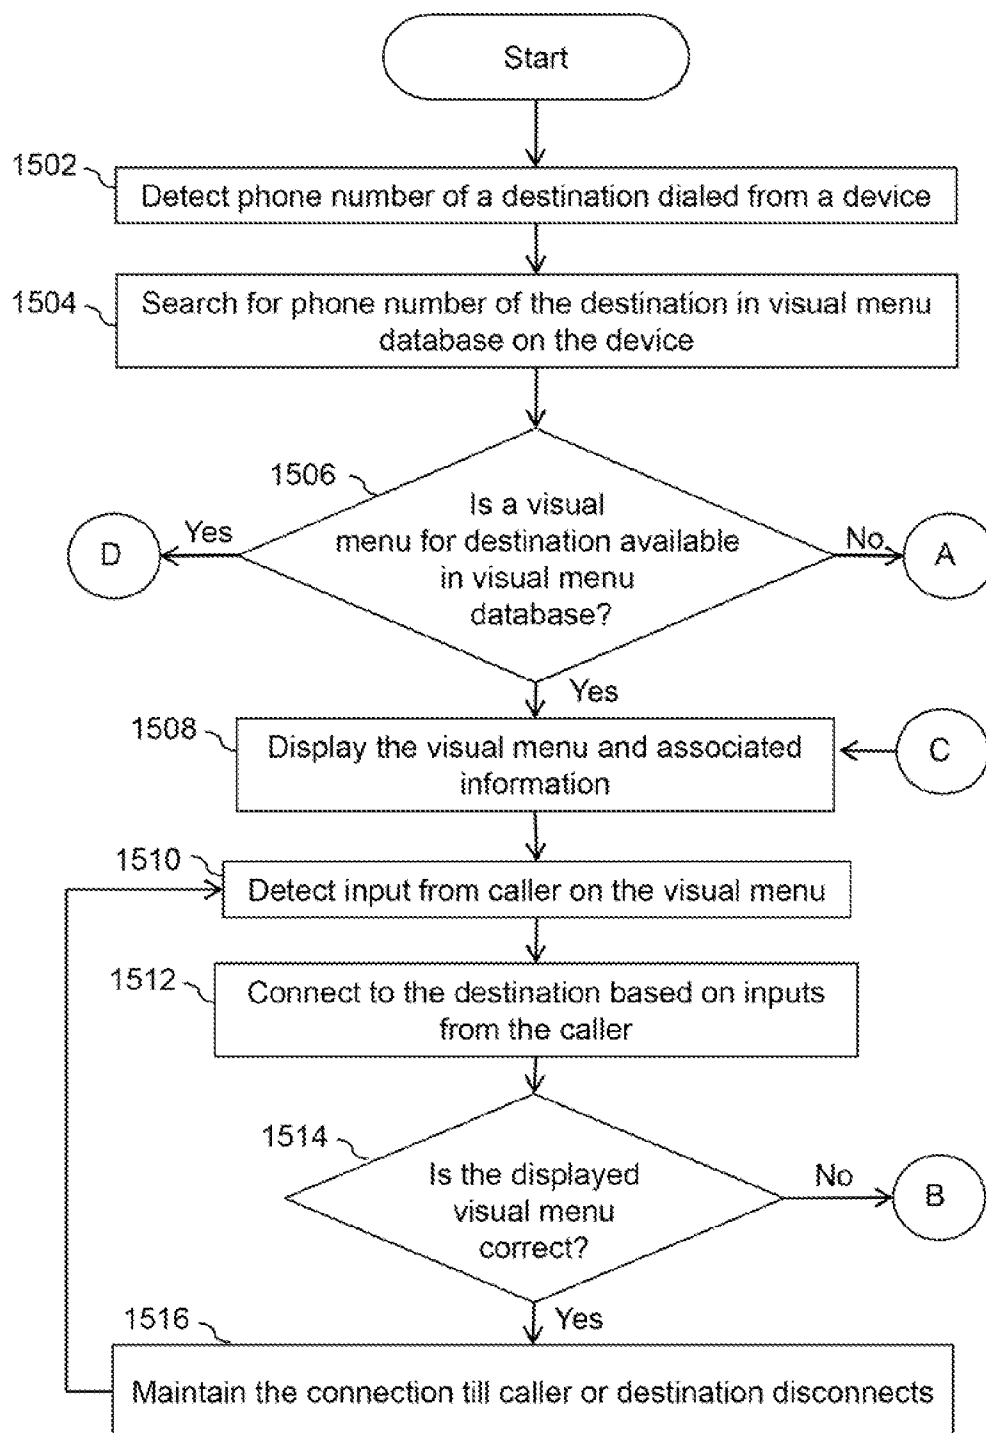 Start
1502
Detect phone number of a destination dialed from a device
1504
Search for phone number of the destination in visual menu
database on the device
1506
Is a visual
menu for destination available
in visual menu
database?
Yes
D
No
A
Yes
1508
Display the visual menu and associated
information
C
1510
Detect input from caller on the visual menu
1512
Connect to the destination based on inputs
from the caller
1514
Is the displayed
visual menu
correct?
No
B
Yes
1516
Maintain the connection till caller or destination disconnects